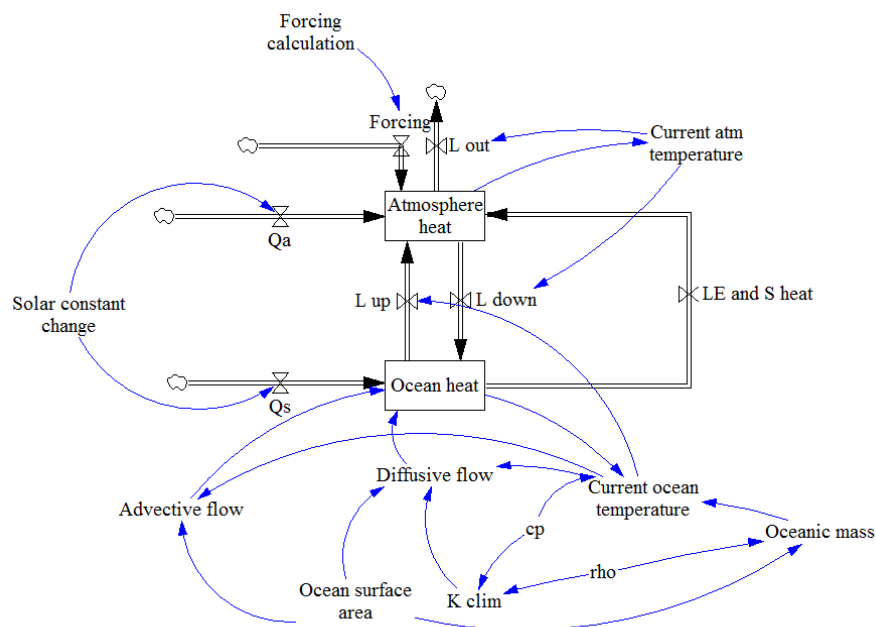 Forcing
calculation
Forcing
L out
Current atm
temperature
Atmosphere
heat
Qa
Solar constant
change
L up
L down
LE and S heat
Ocean heat
Qs
Diffusive flow
Advective flow
Current ocean
temperature
Oceanic mass
cp
rho
Ocean surface
area
K clim